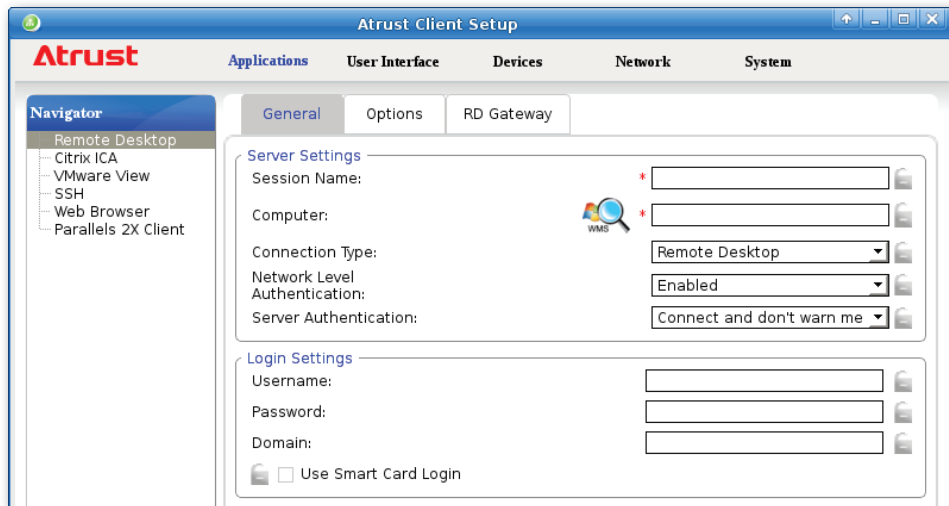 Atrust Client Setup
Atrust
Applications User Interface Devices Network System
Navigator
Remote Desktop
Citrix ICA
VMware View
SSH
Web Browser
Parallels 2X Client
General Options RD Gateway
Server Settings
Session Name: *
Computer: WMS *
Connection Type: Remote Desktop
Network Level
Authentication: Enabled
Server Authentication: Connect and don't warn me
Login Settings
Username:
Password:
Domain:
Use Smart Card Login